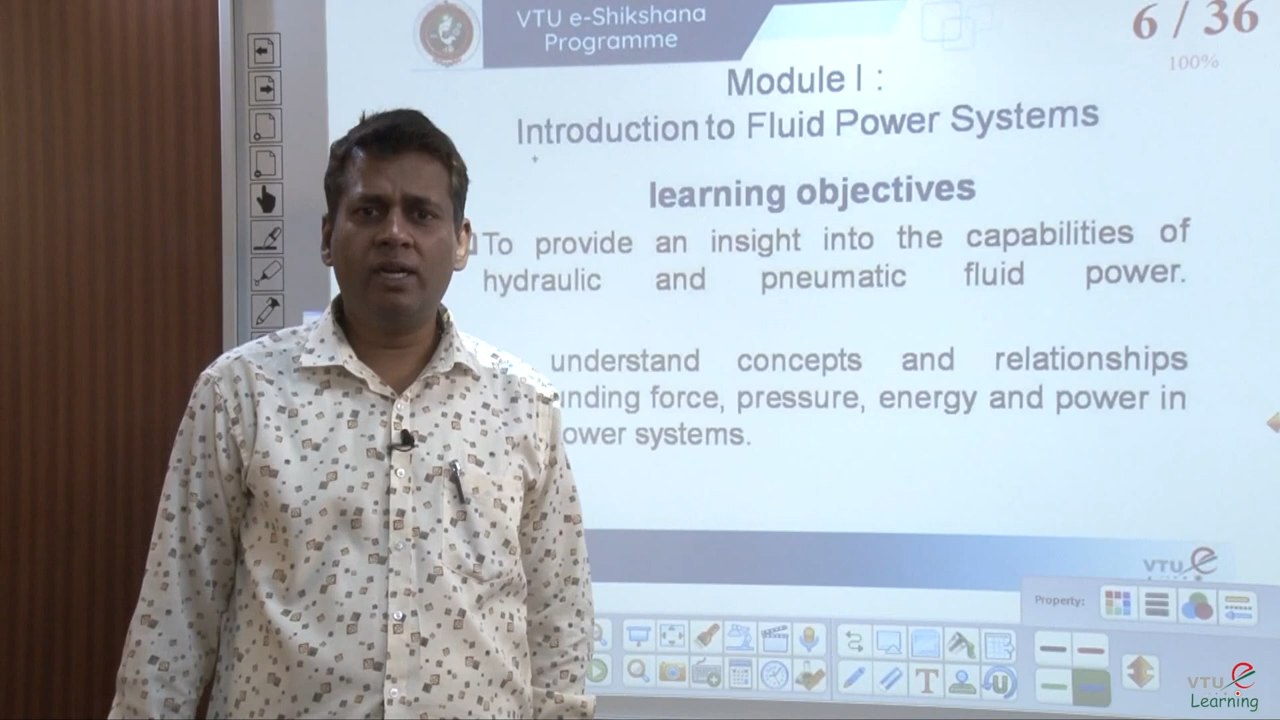 VTU e-Shikshana
Programme
6 / 36
100%
Module I :
Introduction to Fluid Power Systems
learning objectives
To provide an insight into the capabilities of
hydraulic and pneumatic fluid power.
understand concepts and relationships
force, pressure, energy and power in
systems.
VTU e
Property:
T
U
VTU e
Learning